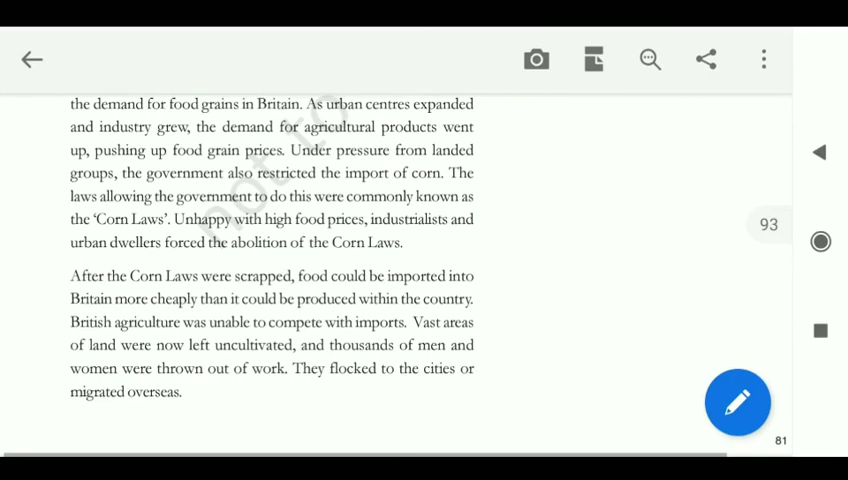 the demand for food grains in Britain. As urban centres expanded
and industry grew, the demand for agricultural products went
up, pushing up food grain prices. Under pressure from landed
groups, the government also restricted the import of corn. The
laws allowing the government to do this were commonly known as
the ‘Corn Laws’. Unhappy with high food prices, industrialists and
urban dwellers forced the abolition of the Corn Laws.
After the Corn Laws were scrapped, food could be imported into
Britain more cheaply than it could be produced within the country.
British agriculture was unable to compete with imports. Vast areas
of land were now left uncultivated, and thousands of men and
women were thrown out of work. They flocked to the cities or
migrated overseas.
not to
93
81